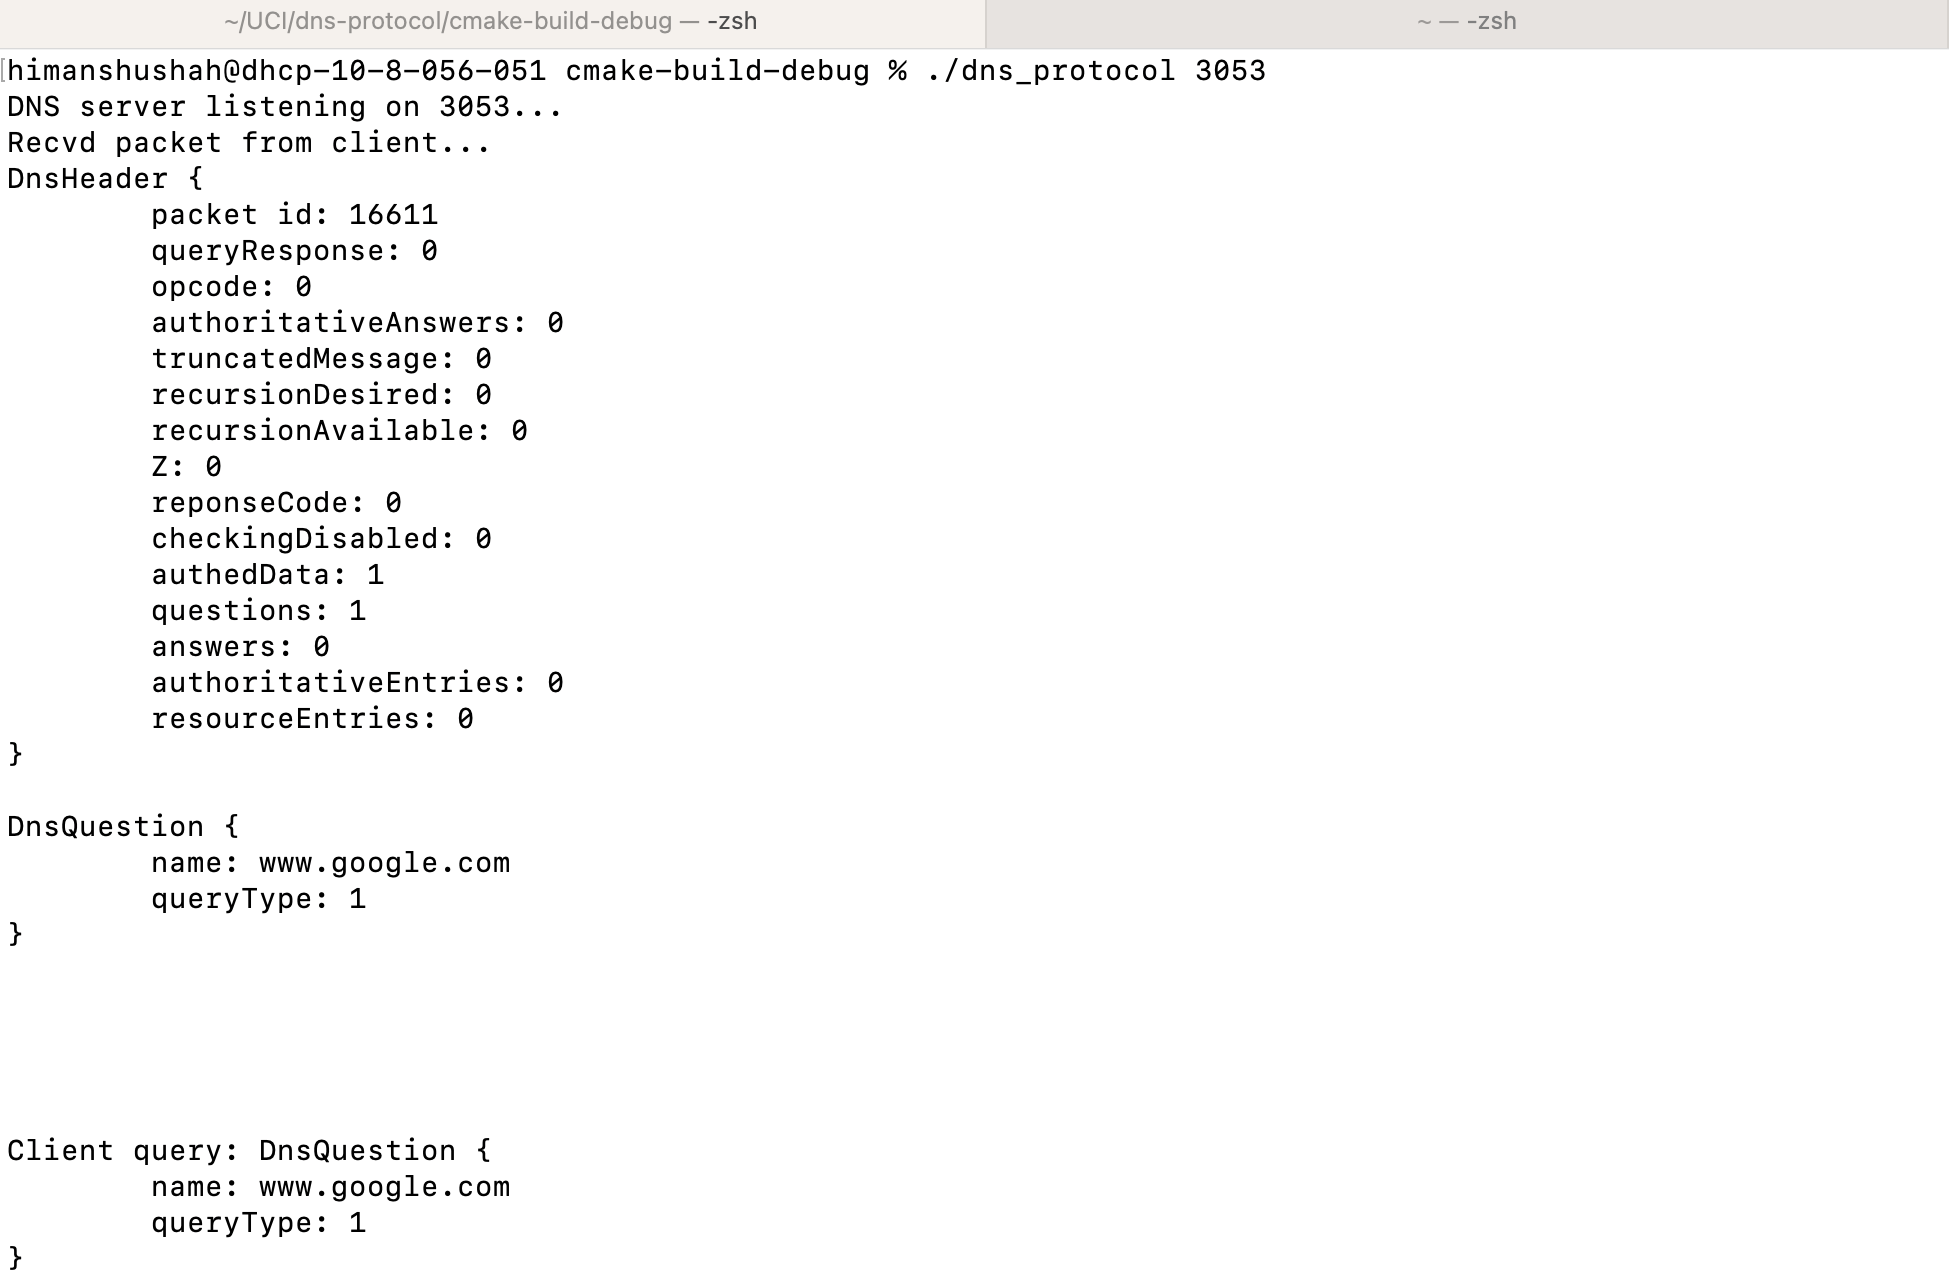 ~/UCI/dns-protocol/cmake-build-debug — -zsh
~ — -zsh
[himanshushah@dhcp-10-8-056-051 cmake-build-debug % ./dns_protocol 3053
DNS server listening on 3053...
Recvd packet from client...
DnsHeader {
packet id: 16611
queryResponse: 0
opcode: 0
authoritativeAnswers: 0
truncatedMessage: 0
recursionDesired: 0
recursionAvailable: 0
Z: 0
reponseCode: 0
checkingDisabled: 0
authedData: 1
questions: 1
answers: 0
authoritativeEntries: 0
resourceEntries: 0
}
DnsQuestion {
name: www.google.com
queryType: 1
}
Client query: DnsQuestion {
name: www.google.com
queryType: 1
}